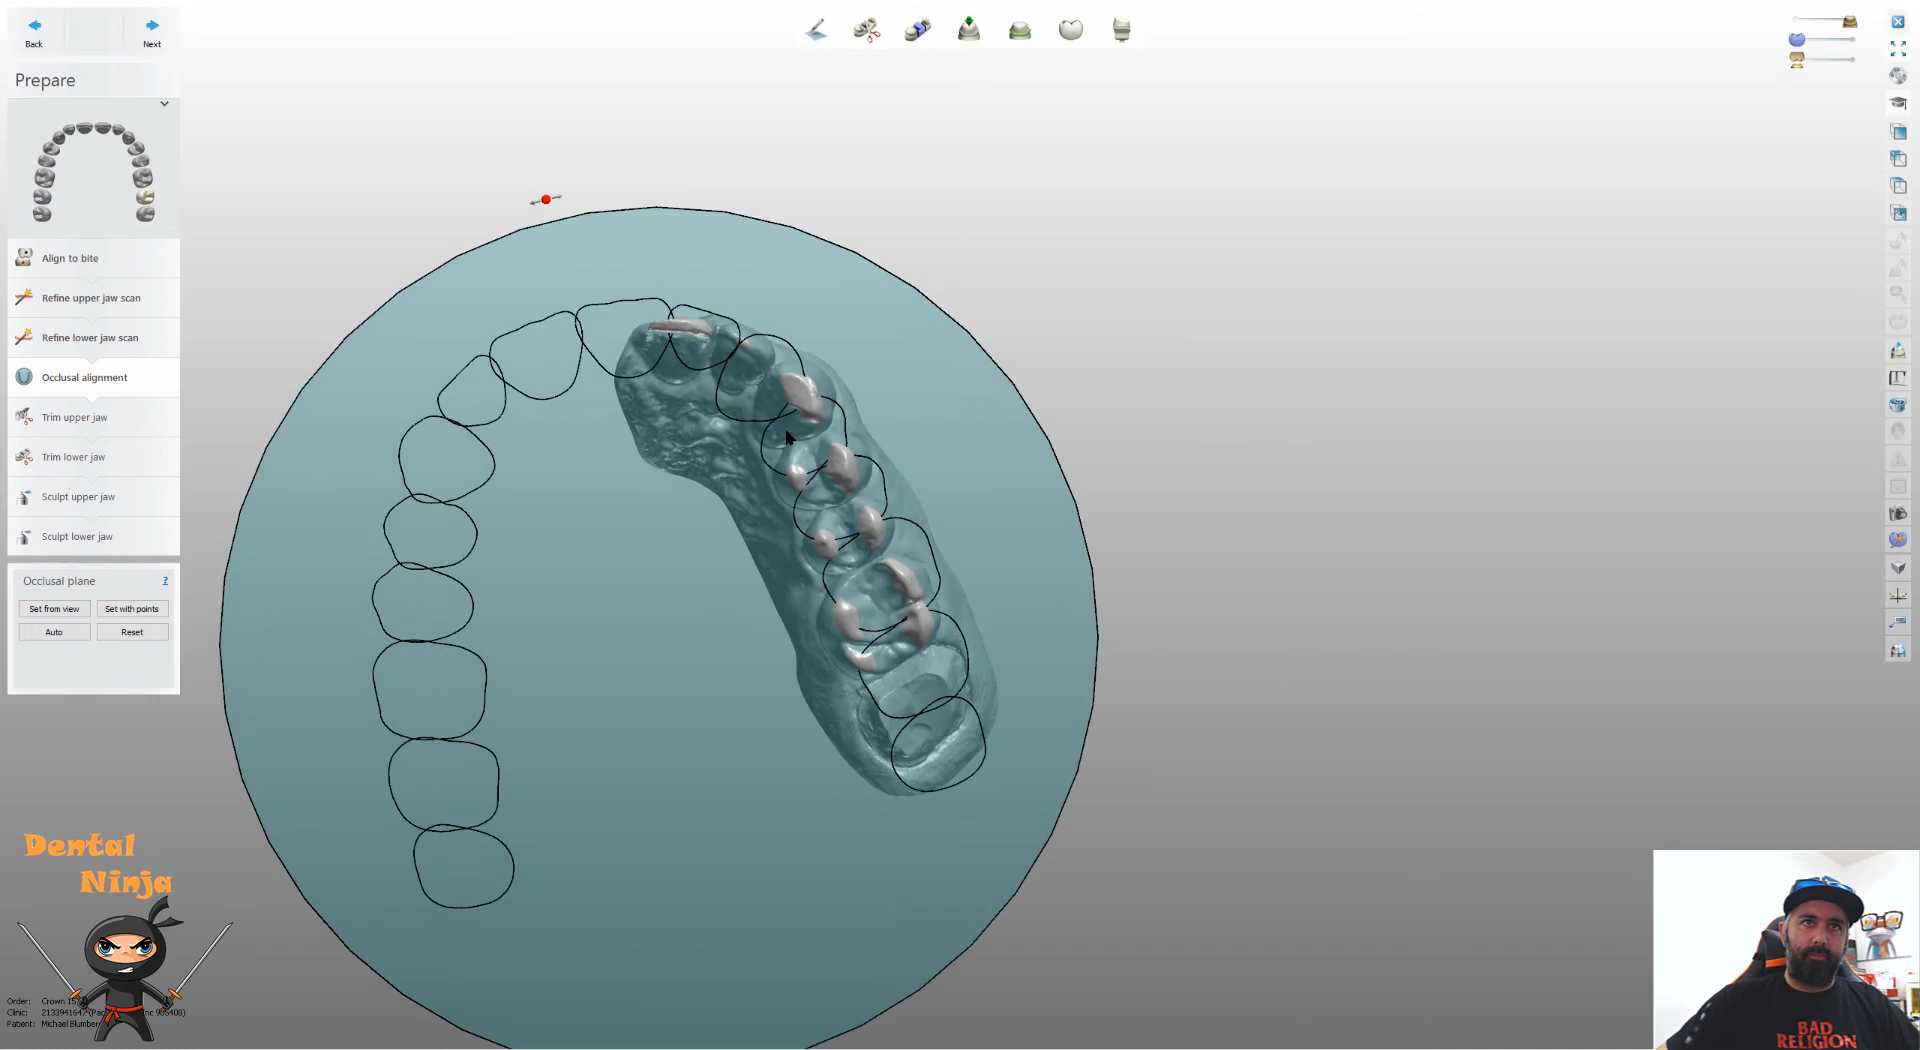 Back
Next
Prepare
Align to bite
Refine upper jaw scan
Refine lower jaw scan
Occlusal alignment
Trim upper jaw
Trim lower jaw
Sculpt upper jaw
Sculpt lower jaw
Occlusal plane ?
Set from view
Set with points
Auto
Reset
Dental
Ninja
Order: Crown
Clinic:
Patient: Michael
BAD
RELIGION